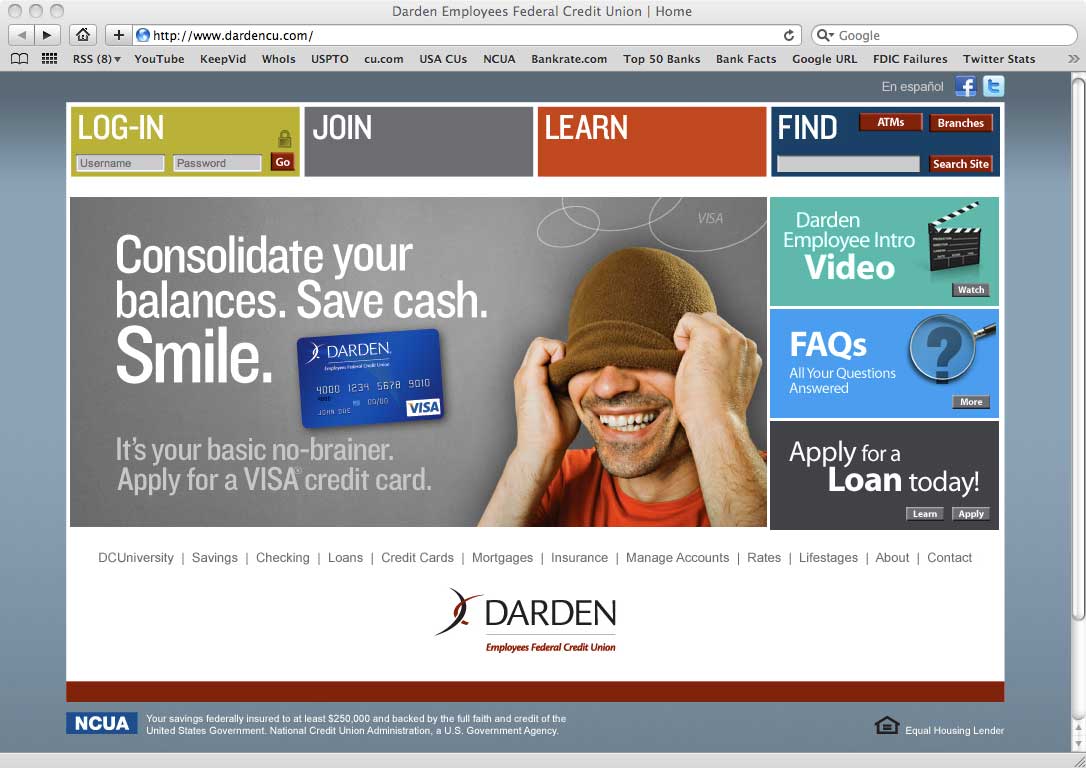 Darden Employees Federal Credit Union | Home
http://www.dardencu.com/
Google
RSS (8) YouTube KeepVid WhoIs USPTO cu.com USA CUs NCUA Bankrate.com Top 50 Banks Bank Facts Google URL FDIC Failures Twitter Stats
En español
LOG-IN
Username Password Go
JOIN
LEARN
FIND
ATMs Branches
Search Site
VISA
Consolidate your
balances. Save cash.
Smile.
DARDEN
Employees Federal Credit Union
4000 1234 5678 9010
4000
00/00
JOHN DOE
VISA
It's your basic no-brainer.
Apply for a VISA® credit card.
Darden
Employee Intro
Video
Watch
FAQs
All Your Questions
Answered
?
More
Apply for a
Loan today!
Learn Apply
DCUniversity | Savings | Checking | Loans | Credit Cards | Mortgages | Insurance | Manage Accounts | Rates | Lifestages | About | Contact
DARDEN
Employees Federal Credit Union
NCUA
Your savings federally insured to at least $250,000 and backed by the full faith and credit of the
United States Government. National Credit Union Administration, a U.S. Government Agency.
Equal Housing Lender